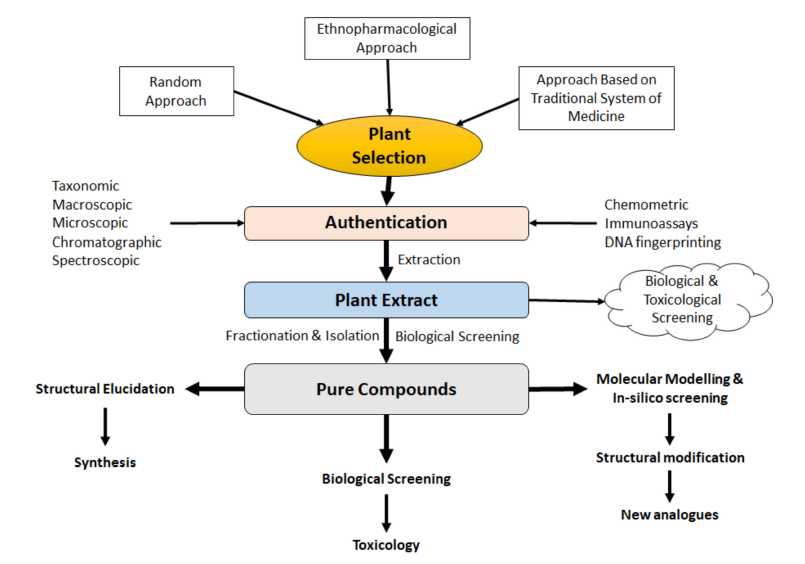 Ethnopharmacological
Approach
Random
Approach
Approach Based on
Traditional System of
Medicine
Plant
Selection
Taxonomic
Macroscopic
Microscopic
Chromatographic
Spectroscopic
Authentication
Chemometric
Immunoassays
DNA fingerprinting
Extraction
Plant Extract
Biological &
Toxicological
Screening
Fractionation & Isolation
Biological Screening
Pure Compounds
Structural Elucidation
Synthesis
Biological Screening
Toxicology
Molecular Modelling &
In-silico screening
Structural modification
New analogues